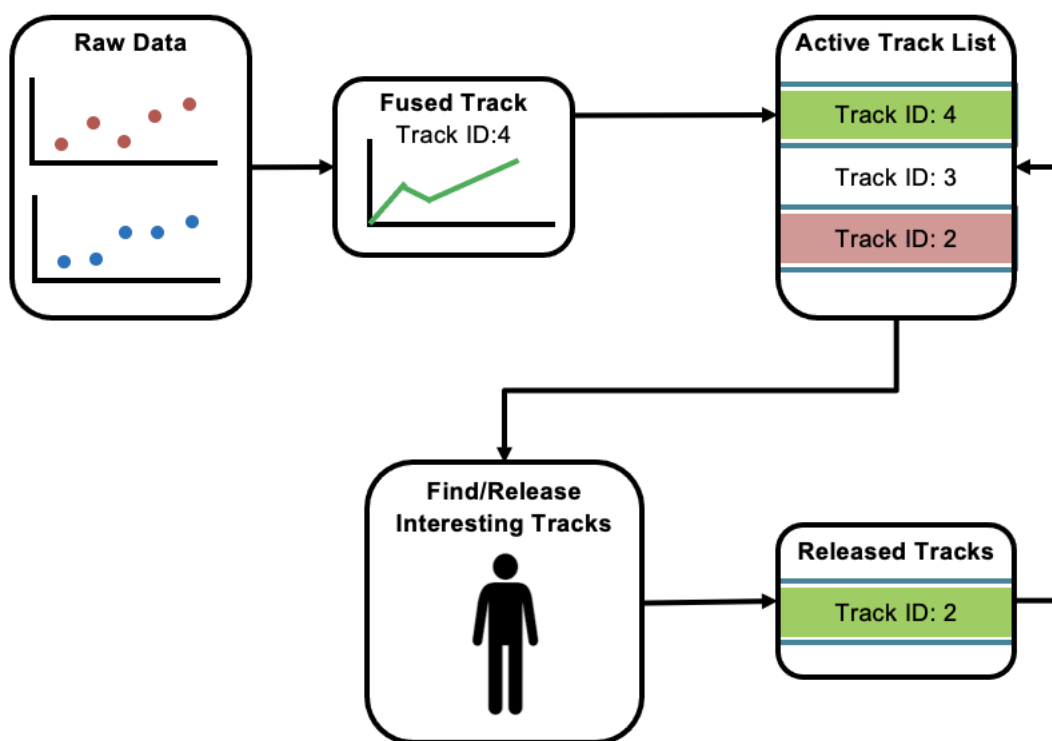 Raw Data
Fused Track
Track ID:4
Active Track List
Track ID: 4
Track ID: 3
Track ID: 2
Find/Release
Interesting Tracks
Released Tracks
Track ID: 2